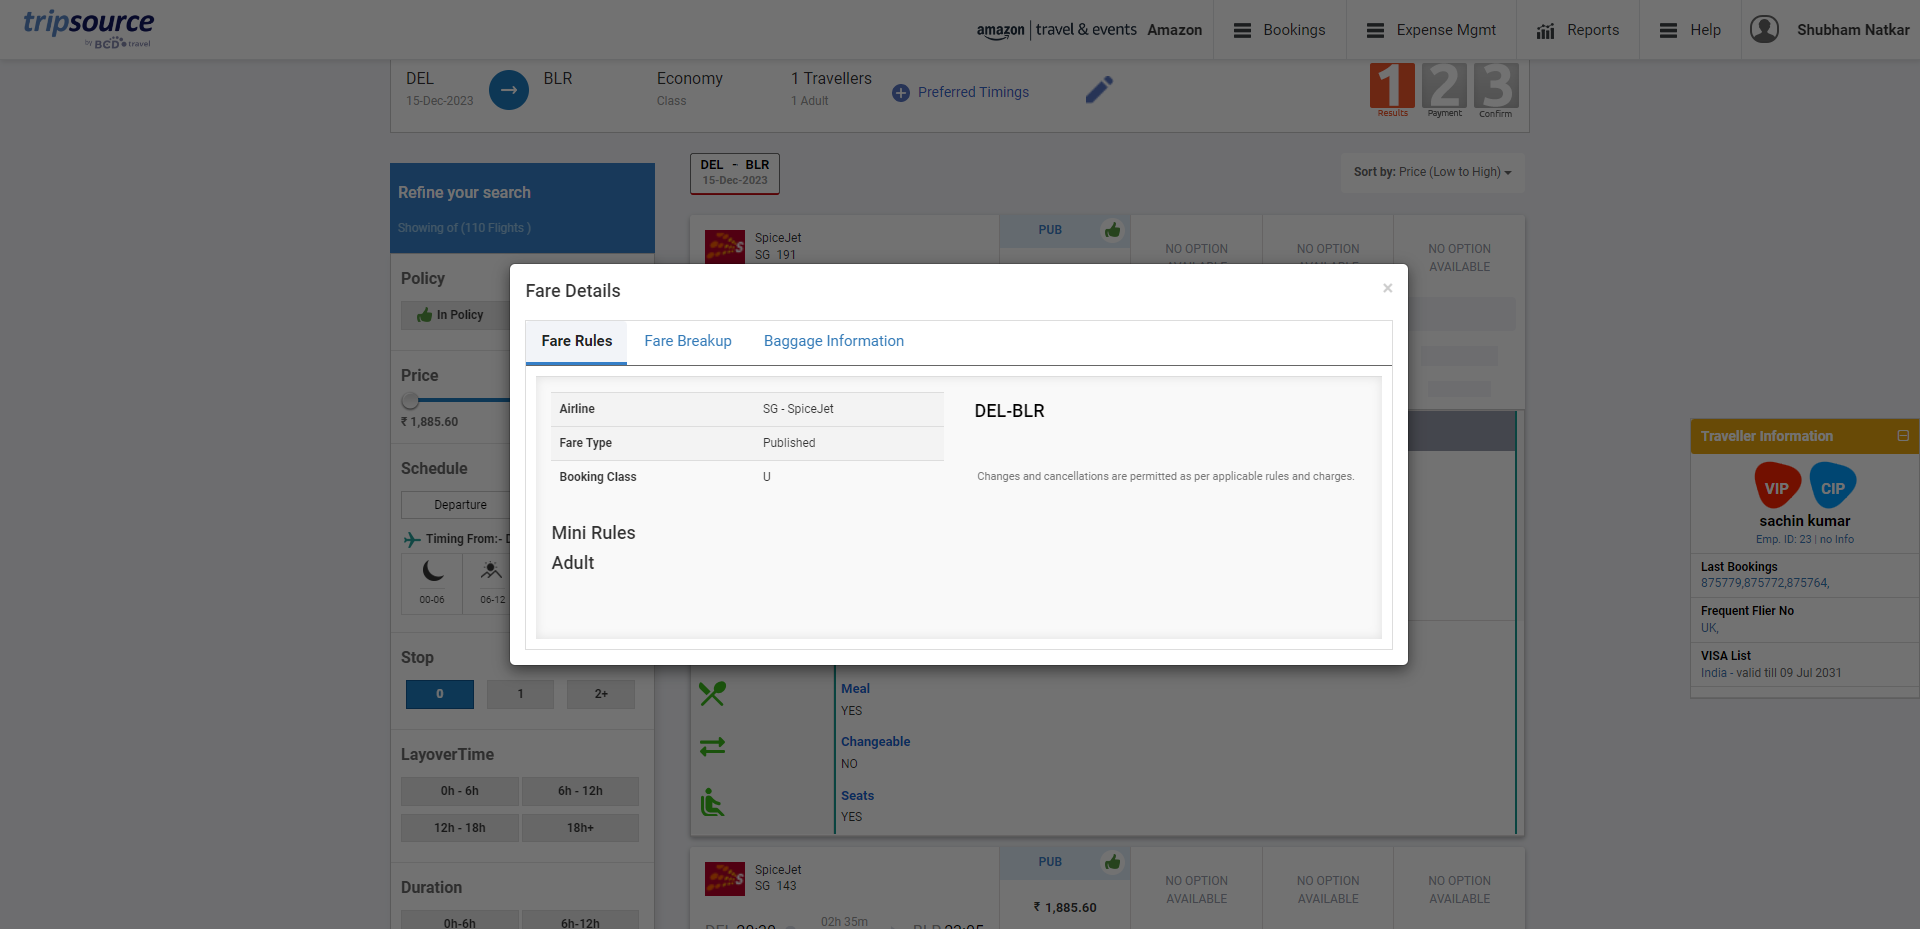 tripsource
by BCD travel
amazon | travel & events Amazon
Bookings
Expense Mgmt
Reports
Help
Shubham Natkar
DEL
15-Dec-2023
BLR
Economy
Class
1 Travellers
1 Adult
Preferred Timings
1 2 3
Results Payment Confirm
Refine your search
Showing of (110 Flights )
DEL - BLR
15-Dec-2023
Sort by: Price (Low to High)
Policy
In Policy
Price
₹ 1,885.60
Schedule
Departure
Timing From:-
00-06
06-12
Stop
0 1 2+
LayoverTime
0h - 6h 6h - 12h
12h - 18h 18h+
Duration
0h-6h 6h-12h
SpiceJet
SG 191
PUB
NO OPTION
NO OPTION
NO OPTION
AVAILABLE
Fare Details
×
Fare Rules
Fare Breakup
Baggage Information
Airline SG - SpiceJet
Fare Type Published
Booking Class U
DEL-BLR
Changes and cancellations are permitted as per applicable rules and charges.
Mini Rules
Adult
Meal
YES
Changeable
NO
Seats
YES
SpiceJet
SG 143
02h 35m
PUB
₹ 1,885.60
NO OPTION
AVAILABLE
NO OPTION
AVAILABLE
NO OPTION
AVAILABLE
Traveller Information
VIP CIP
sachin kumar
Emp. ID: 23 | no Info
Last Bookings
875779,875772,875764,
Frequent Flier No
UK,
VISA List
India - valid till 09 Jul 2031